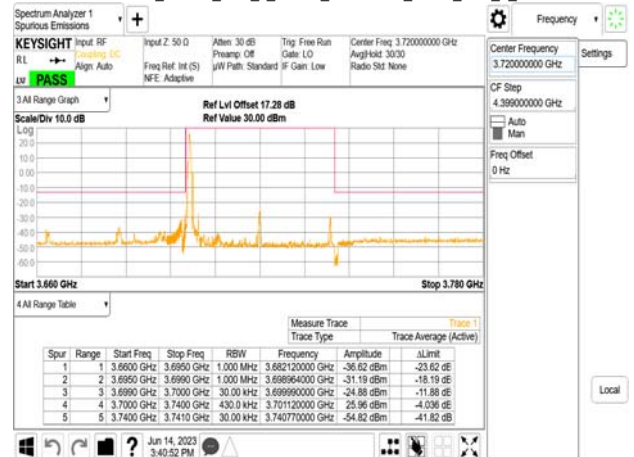 Spectrum Analyzer 1
Spurious Emissions
Frequency
KEYSIGHT Input: RF Input Z: 50 Ω Atten: 30 dB Trig: Free Run Center Freq: 3.720000000 GHz
RL Coupling: DC Preamp: Off Gate: LO Avg|Hold: 30/30
Align: Auto Freq Ref: Int (S) µW Path: Standard IF Gain: Low Radio Std: None
NFE: Adaptive
LU PASS
Center Frequency
3.720000000 GHz
Settings
CF Step
4.399000000 GHz
Auto
Man
Freq Offset
0 Hz
3 All Range Graph
Ref Lvl Offset 17.28 dB
Scale/Div 10.0 dB Ref Value 30.00 dBm
Log
20.0
10.0
0.00
-10.0
-20.0
-30.0
-40.0
-50.0
-60.0
Start 3.660 GHz Stop 3.780 GHz
4 All Range Table
Measure Trace Trace 1
Trace Type Trace Average (Active)
Spur Range Start Freq Stop Freq RBW Frequency Amplitude ΔLimit
1 1 3.6600 GHz 3.6950 GHz 1.000 MHz 3.682120000 GHz -36.62 dBm -23.62 dB
2 2 3.6950 GHz 3.6990 GHz 1.000 MHz 3.698964000 GHz -31.19 dBm -18.19 dB
3 3 3.6990 GHz 3.7000 GHz 30.00 kHz 3.699990000 GHz -24.88 dBm -11.88 dB
4 4 3.7000 GHz 3.7400 GHz 430.0 kHz 3.701120000 GHz 25.96 dBm -4.036 dB
5 5 3.7400 GHz 3.7410 GHz 30.00 kHz 3.740770000 GHz -54.82 dBm -41.82 dB
Local
?
Jun 14, 2023
3:40:52 PM